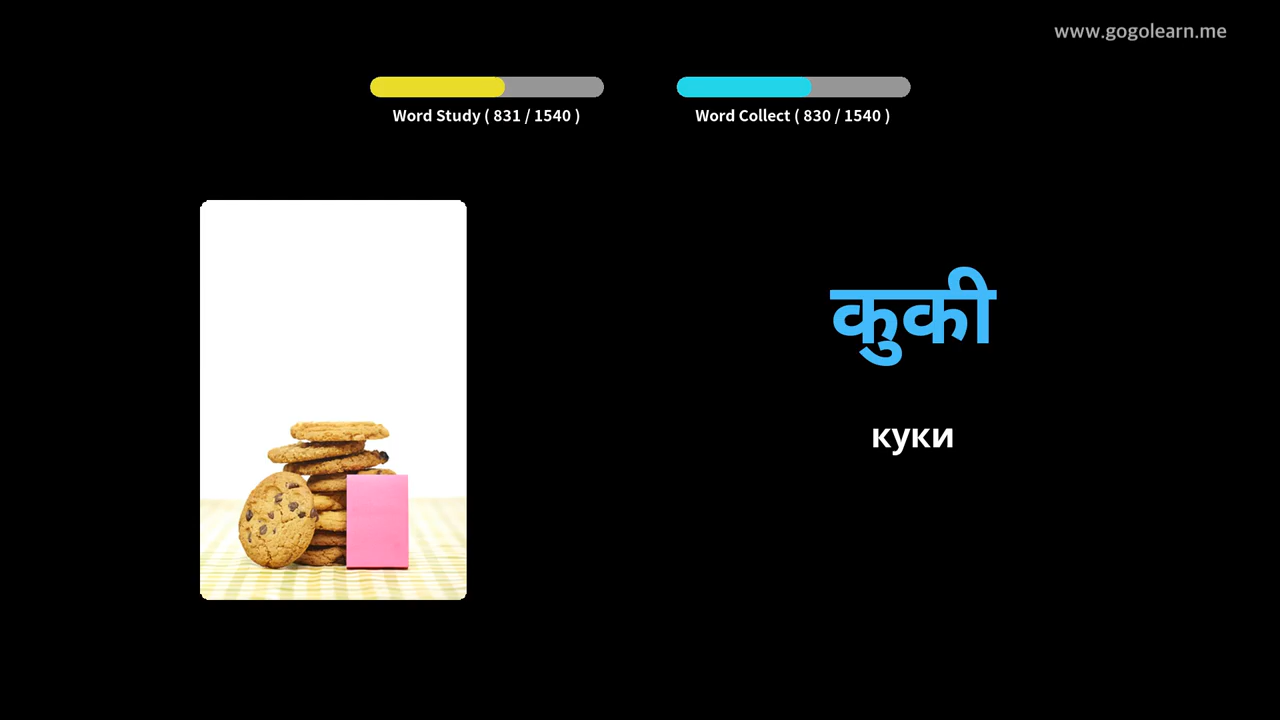 www.gogolearn.me
Word Study ( 831 / 1540 )
Word Collect ( 830 / 1540 )
कुकी
куки